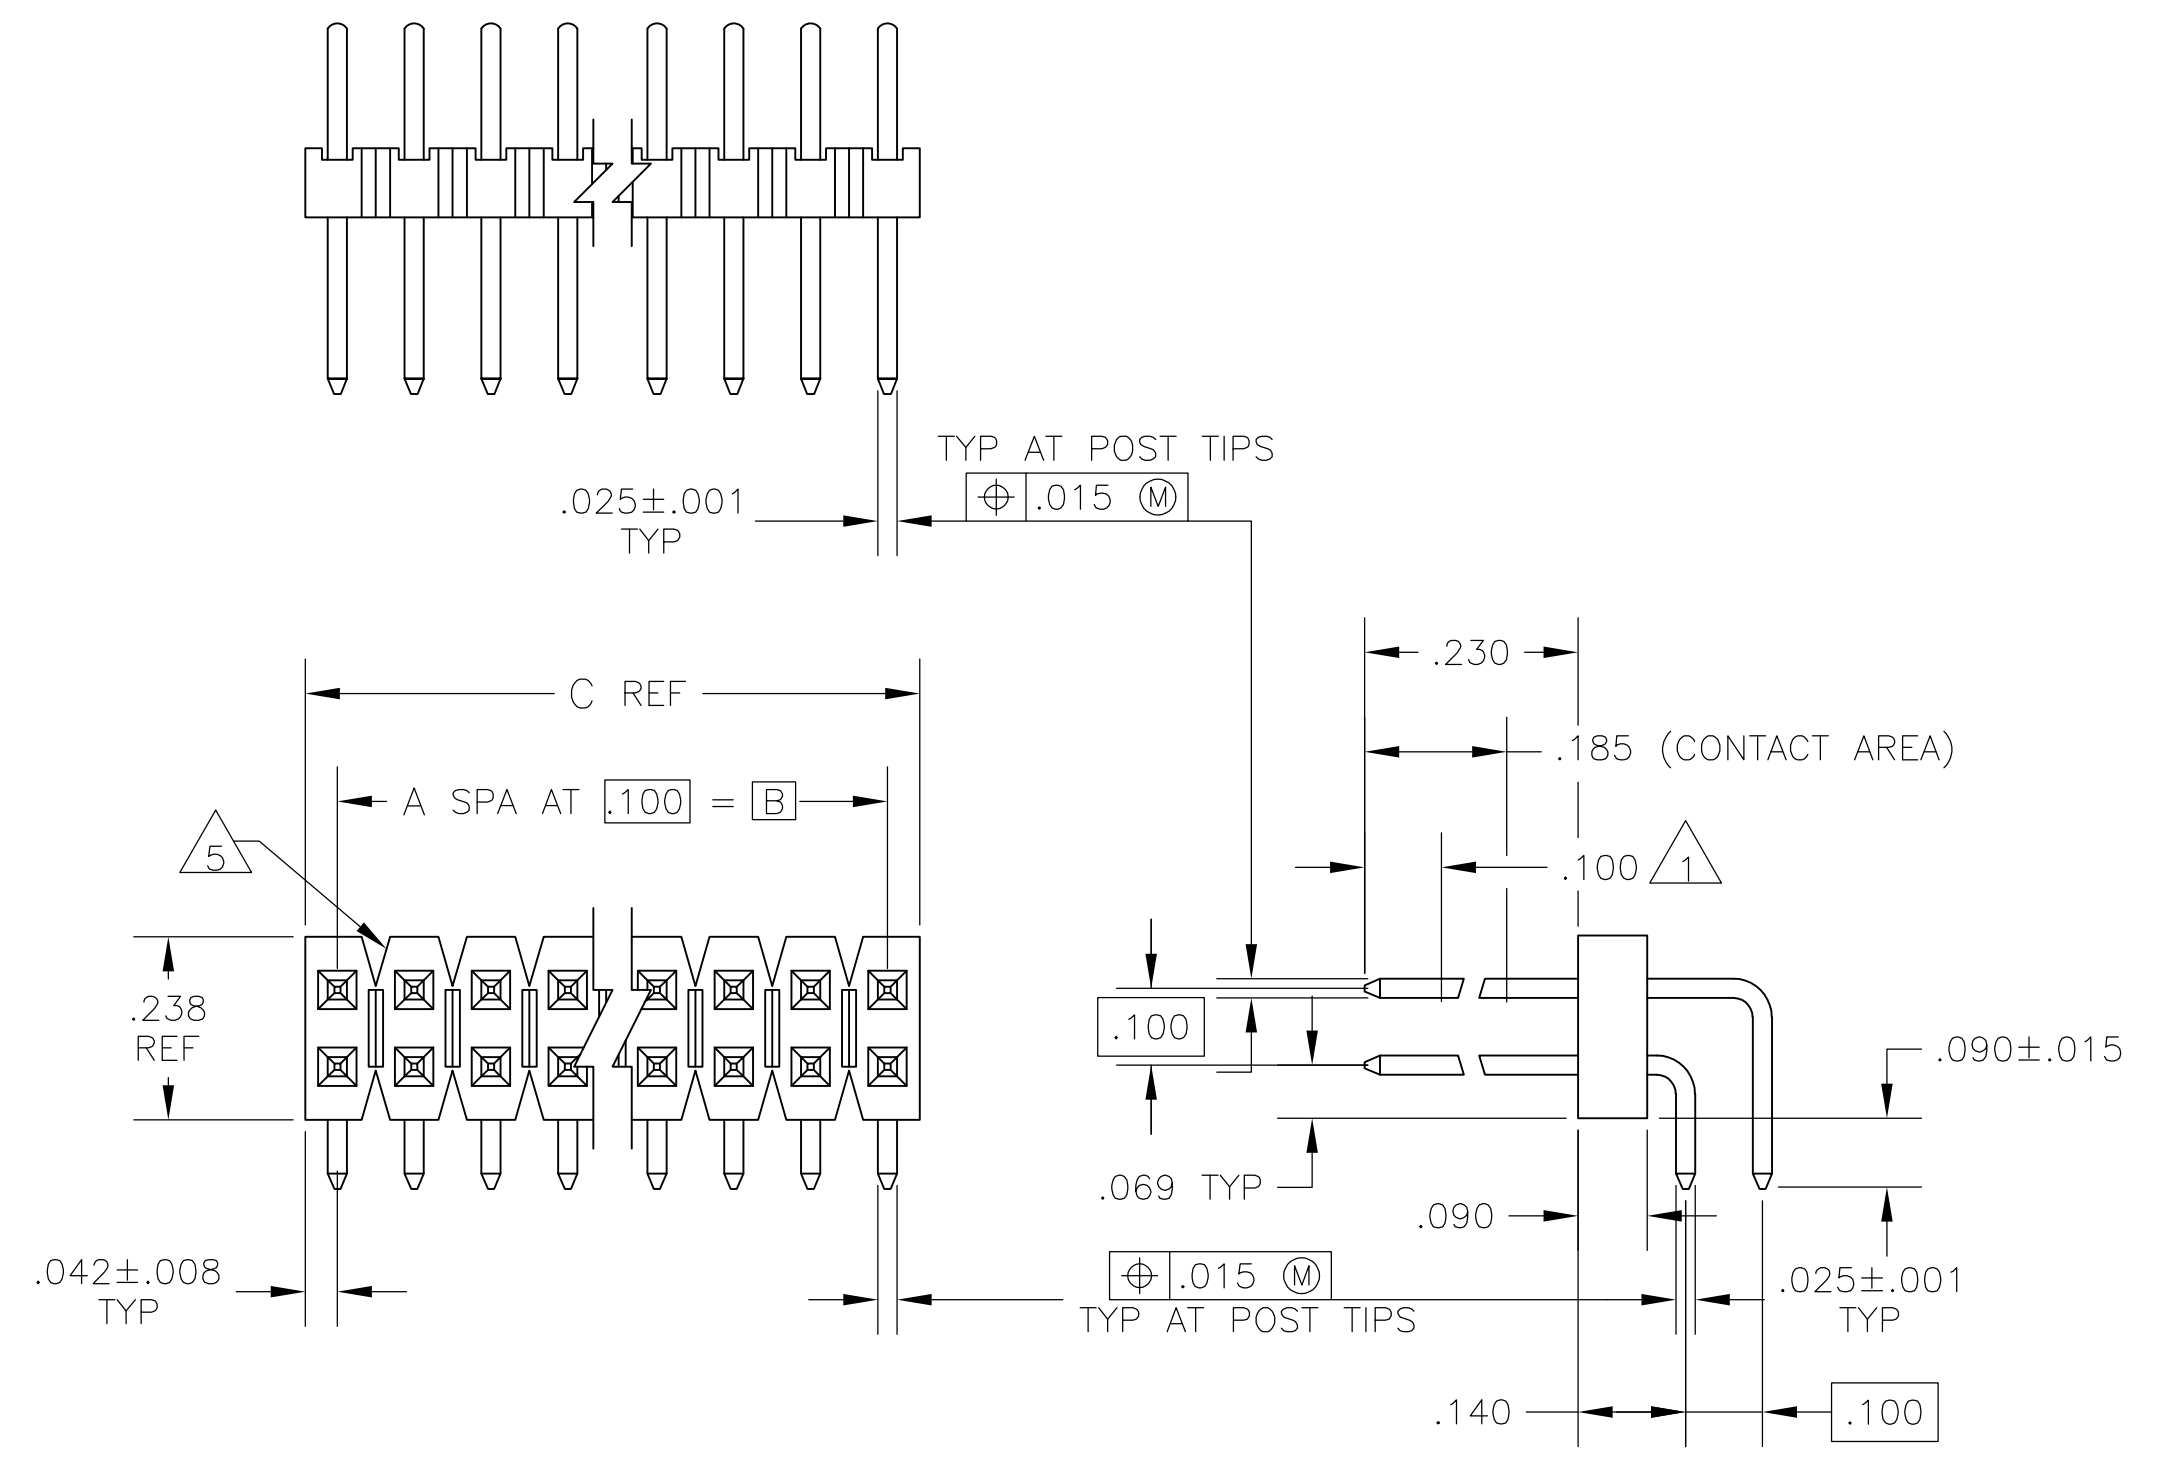 TYP AT POST TIPS
.015 Ⓜ
.025±.001
TYP
.230
C REF
.185 (CONTACT AREA)
A SPA AT .100 = B
5
.100 1
.238
REF
.100
.090±.015
.069 TYP
.090
.042±.008
TYP
.015 Ⓜ
TYP AT POST TIPS
.025±.001
TYP
.140
.100